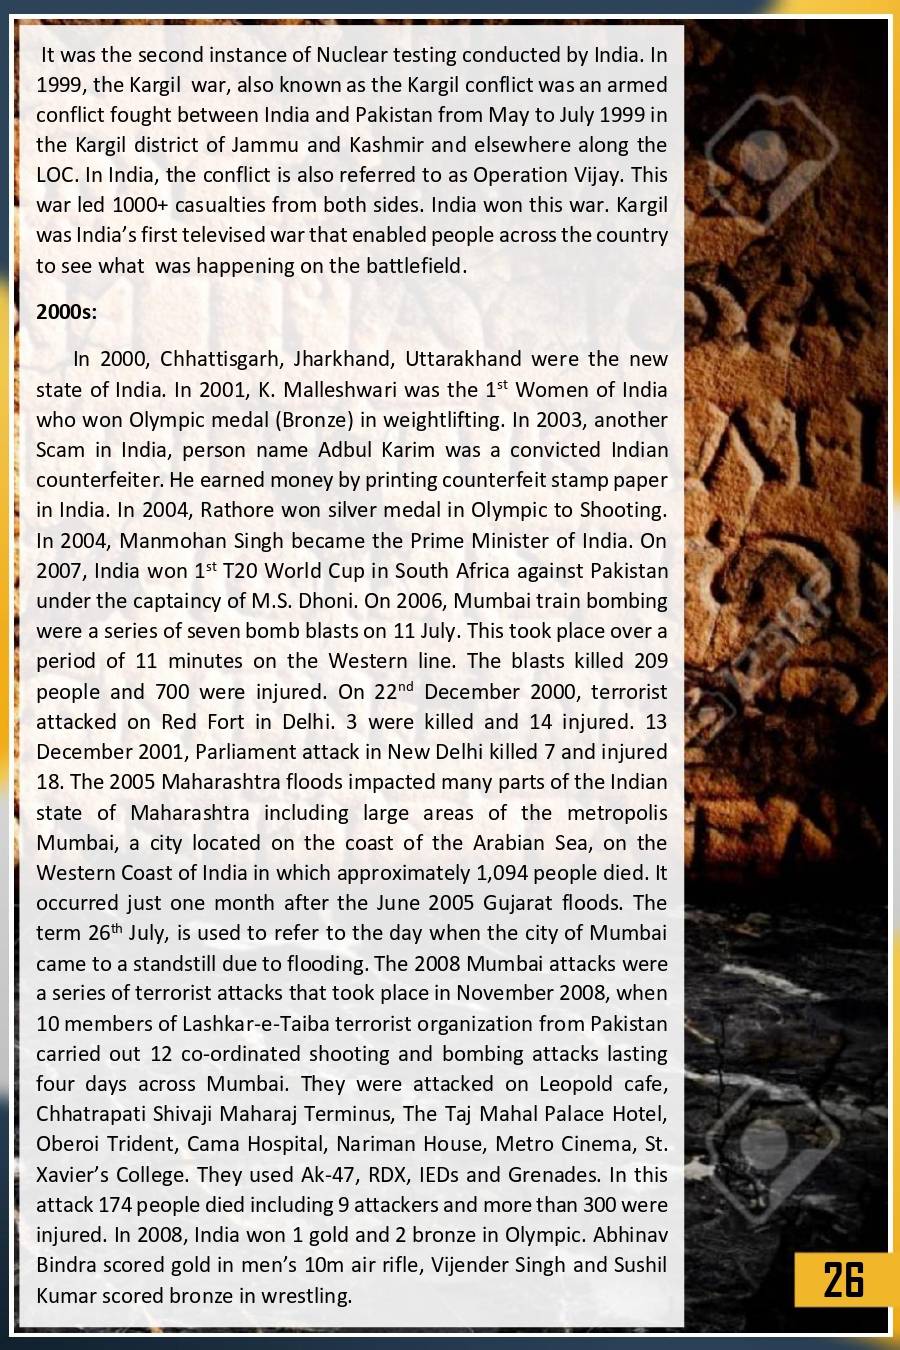 It was the second instance of Nuclear testing conducted by India. In
1999, the Kargil war, also known as the Kargil conflict was an armed
conflict fought between India and Pakistan from May to July 1999 in
the Kargil district of Jammu and Kashmir and elsewhere along the
LOC. In India, the conflict is also referred to as Operation Vijay. This
war led 1000+ casualties from both sides. India won this war. Kargil
was India’s first televised war that enabled people across the country
to see what was happening on the battlefield.
2000s:
In 2000, Chhattisgarh, Jharkhand, Uttarakhand were the new
state of India. In 2001, K. Malleshwari was the 1st Women of India
who won Olympic medal (Bronze) in weightlifting. In 2003, another
Scam in India, person name Adbul Karim was a convicted Indian
counterfeiter. He earned money by printing counterfeit stamp paper
in India. In 2004, Rathore won silver medal in Olympic to Shooting.
In 2004, Manmohan Singh became the Prime Minister of India. On
2007, India won 1st T20 World Cup in South Africa against Pakistan
under the captaincy of M.S. Dhoni. On 2006, Mumbai train bombing
were a series of seven bomb blasts on 11 July. This took place over a
period of 11 minutes on the Western line. The blasts killed 209
people and 700 were injured. On 22nd December 2000, terrorist
attacked on Red Fort in Delhi. 3 were killed and 14 injured. 13
December 2001, Parliament attack in New Delhi killed 7 and injured
18. The 2005 Maharashtra floods impacted many parts of the Indian
state of Maharashtra including large areas of the metropolis
Mumbai, a city located on the coast of the Arabian Sea, on the
Western Coast of India in which approximately 1,094 people died. It
occurred just one month after the June 2005 Gujarat floods. The
term 26th July, is used to refer to the day when the city of Mumbai
came to a standstill due to flooding. The 2008 Mumbai attacks were
a series of terrorist attacks that took place in November 2008, when
10 members of Lashkar-e-Taiba terrorist organization from Pakistan
carried out 12 co-ordinated shooting and bombing attacks lasting
four days across Mumbai. They were attacked on Leopold cafe,
Chhatrapati Shivaji Maharaj Terminus, The Taj Mahal Palace Hotel,
Oberoi Trident, Cama Hospital, Nariman House, Metro Cinema, St.
Xavier’s College. They used Ak-47, RDX, IEDs and Grenades. In this
attack 174 people died including 9 attackers and more than 300 were
injured. In 2008, India won 1 gold and 2 bronze in Olympic. Abhinav
Bindra scored gold in men’s 10m air rifle, Vijender Singh and Sushil
Kumar scored bronze in wrestling.
26